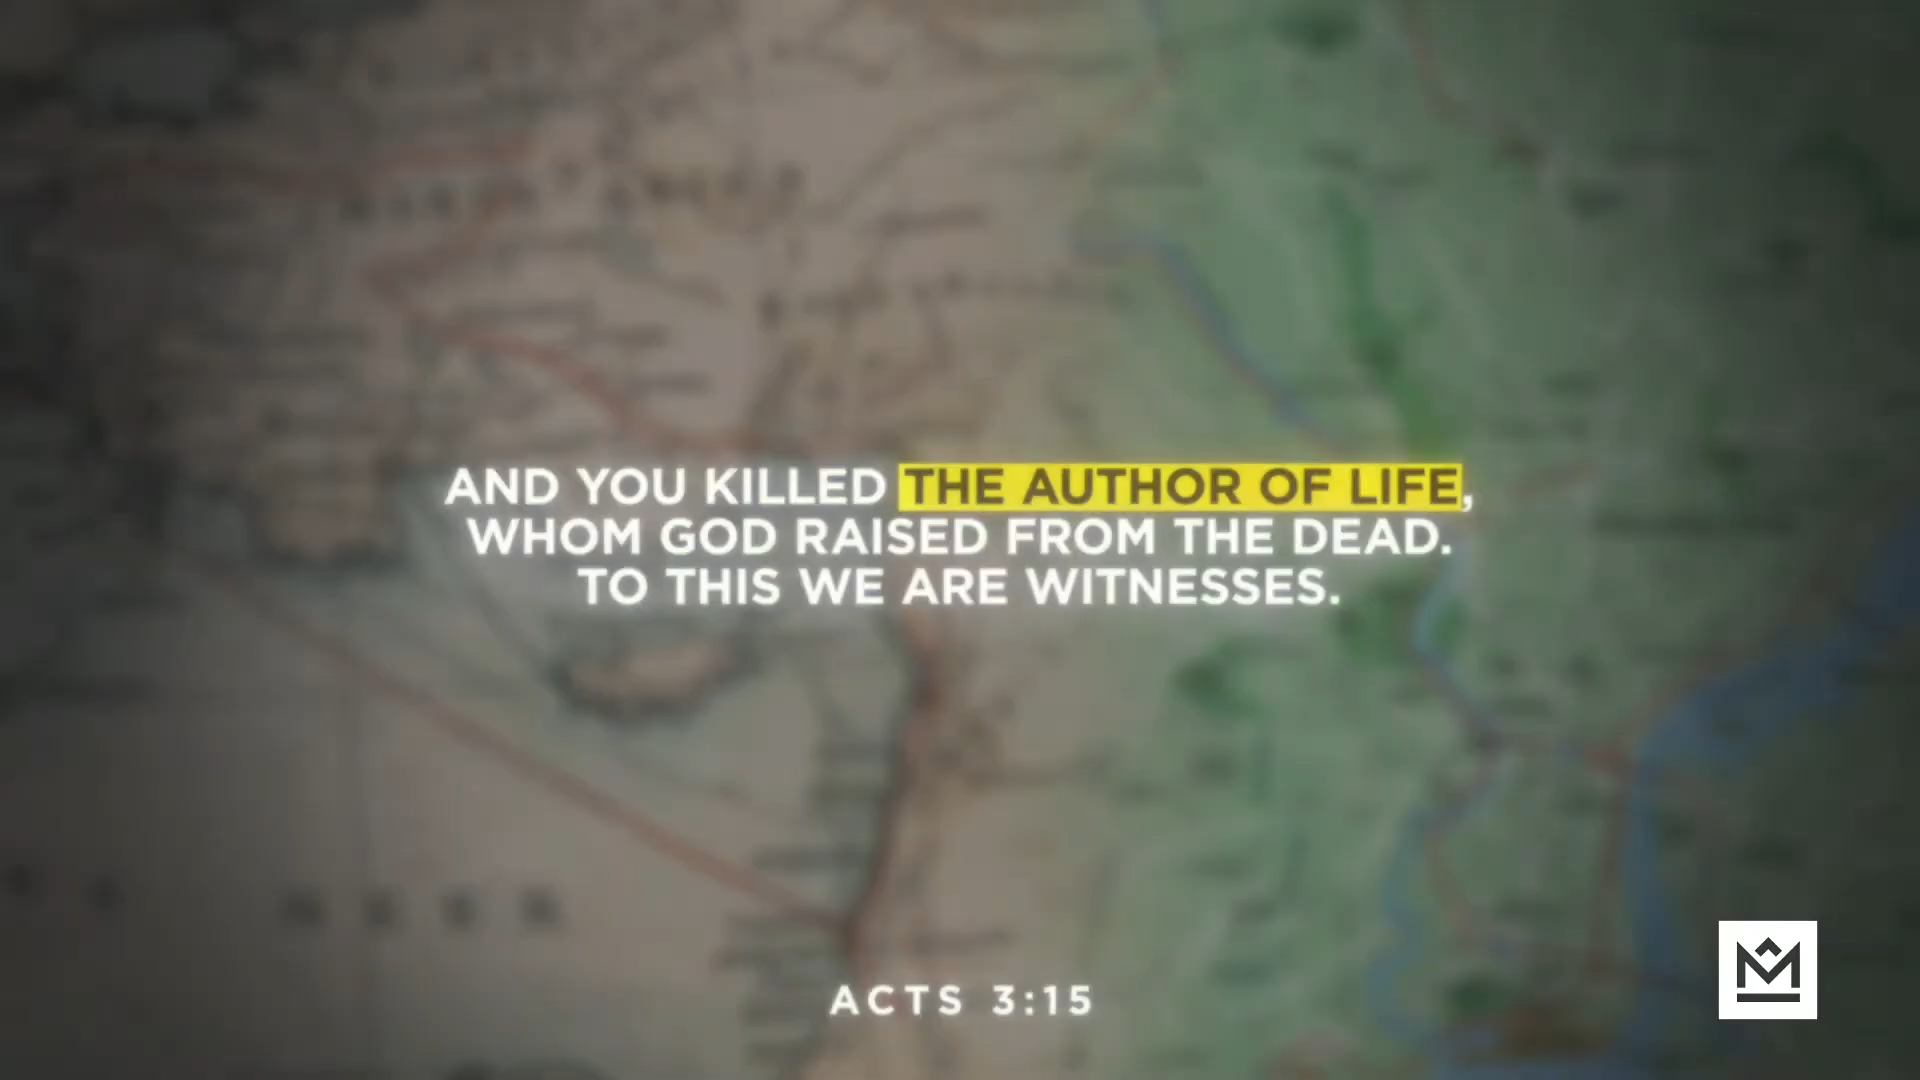 AND YOU KILLED THE AUTHOR OF LIFE,
WHOM GOD RAISED FROM THE DEAD.
TO THIS WE ARE WITNESSES.
ACTS 3:15